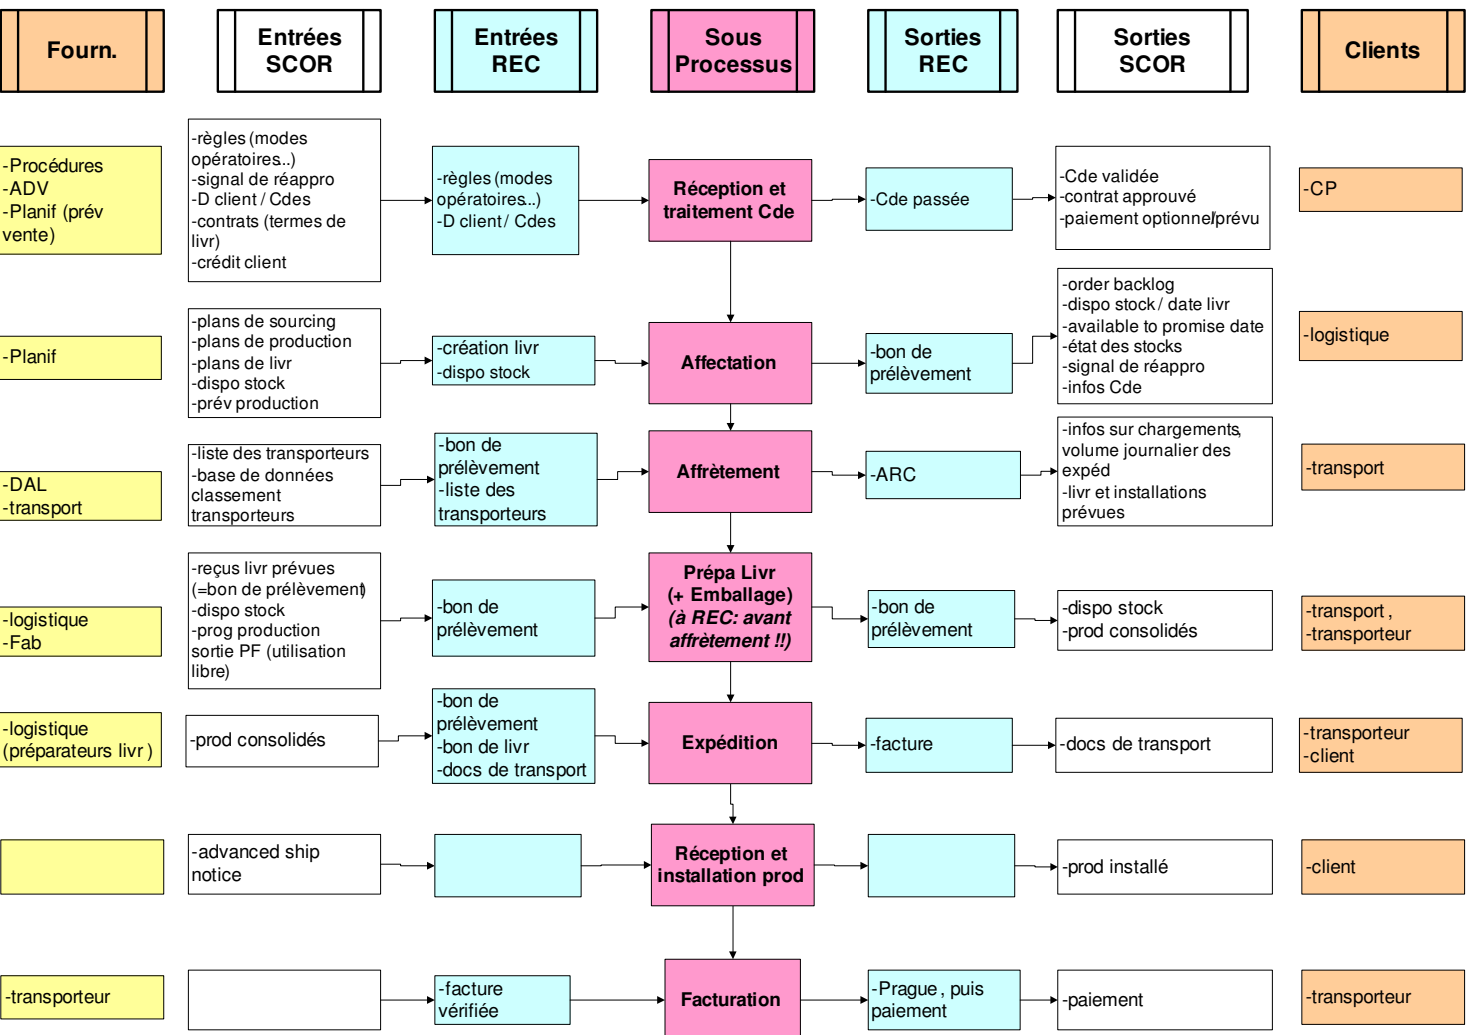 Fourn.
Entrées
SCOR
Entrées
REC
Sous
Processus
Sorties
REC
Sorties
SCOR
Clients
-Procédures
-ADV
-Planif (prév
vente)
-règles (modes
opératoires...)
-signal de réappro
-D client / Cdes
-contrats (termes de
livr)
-crédit client
-règles (modes
opératoires...)
-D client / Cdes
Réception et
traitement Cde
-Cde passée
-Cde validée
-contrat approuvé
-paiement optionnel/prévu
-CP
-Planif
-plans de sourcing
-plans de production
-plans de livr
-dispo stock
-prév production
-création livr
-dispo stock
Affectation
-bon de
prélèvement
-order backlog
-dispo stock / date livr
-available to promise date
-état des stocks
-signal de réappro
-infos Cde
-logistique
-DAL
-transport
-liste des transporteurs
-base de données
classement
transporteurs
-bon de
prélèvement
-liste des
transporteurs
Affrètement
-ARC
-infos sur chargements,
volume journalier des
expéd
-livr et installations
prévues
-transport
-logistique
-Fab
-reçus livr prévues
(=bon de prélèvement)
-dispo stock
-prog production
sortie PF (utilisation
libre)
-bon de
prélèvement
Prépa Livr
(+ Emballage)
(à REC: avant
affrètement !!)
-bon de
prélèvement
-dispo stock
-prod consolidés
-transport ,
-transporteur
-logistique
(préparateurs livr )
-prod consolidés
-bon de
prélèvement
-bon de livr
-docs de transport
Expédition
-facture
-docs de transport
-transporteur
-client
-advanced ship
notice
Réception et
installation prod
-prod installé
-client
-transporteur
-facture
vérifiée
Facturation
-Prague , puis
paiement
-paiement
-transporteur